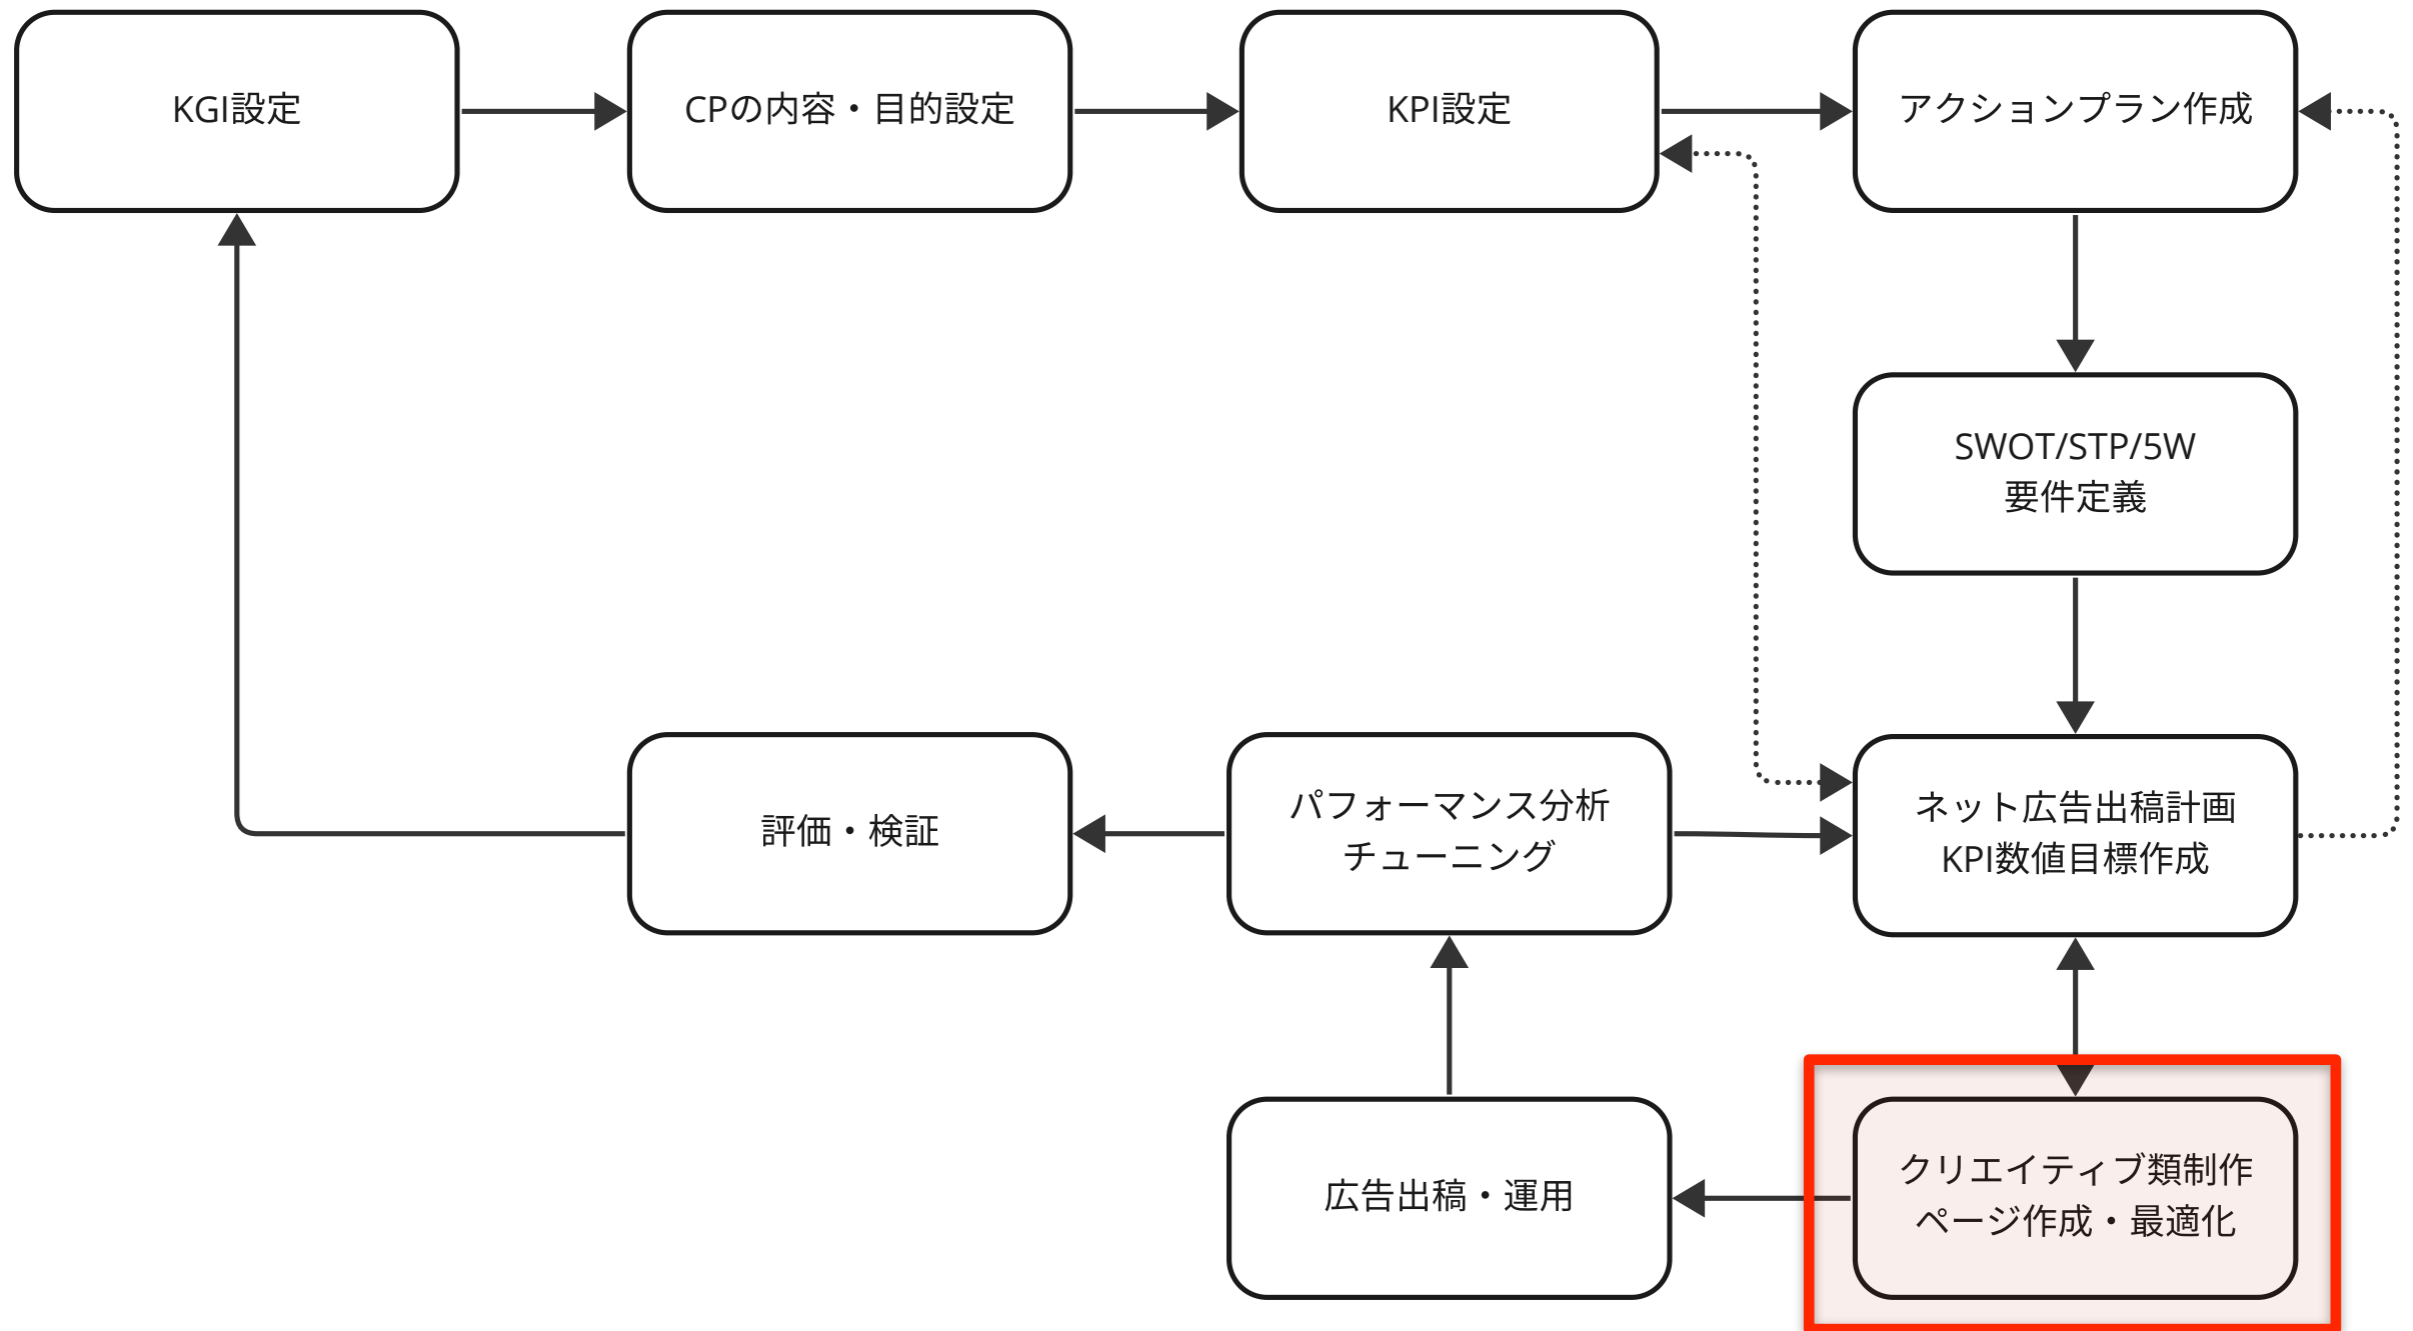 KGI設定
CPの内容・目的設定
KPI設定
アクションプラン作成
SWOT/STP/5W
要件定義
評価・検証
パフォーマンス分析
チューニング
ネット広告出稿計画
KPI数値目標作成
広告出稿・運用
クリエイティブ類制作
ページ作成・最適化